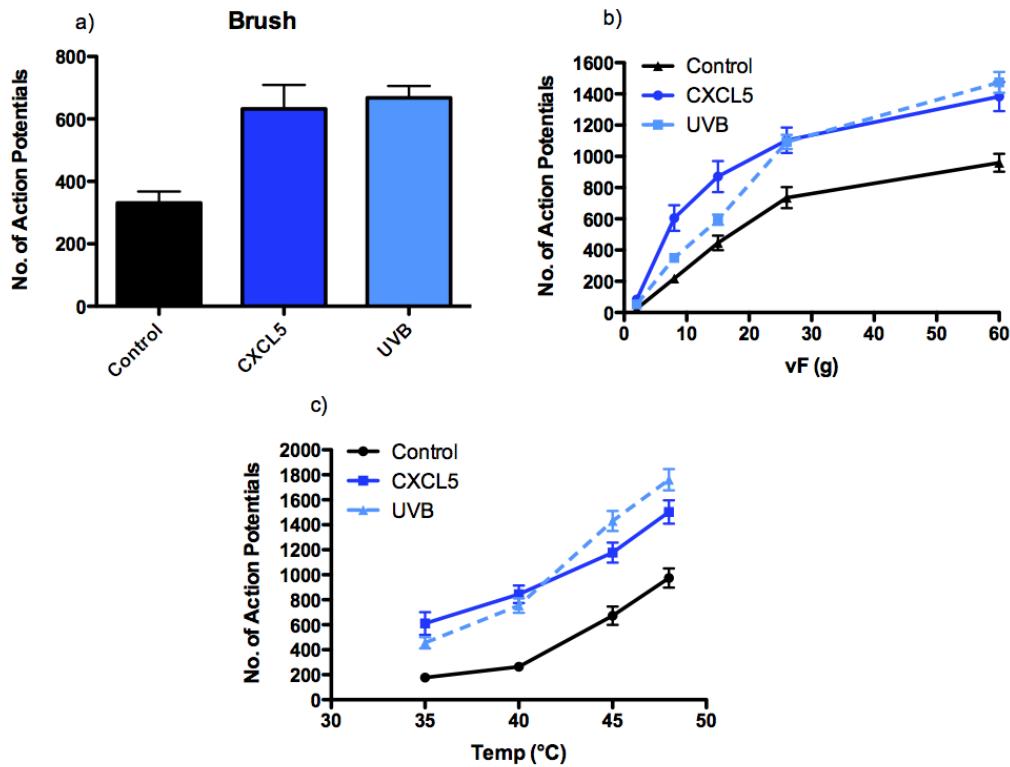 a)
Brush
No. of Action Potentials
800
600
400
200
0
Control
CXCL5
UVB
b)
Control
CXCL5
UVB
No. of Action Potentials
1600
1400
1200
1000
800
600
400
200
0
0
10
20
30
40
50
60
vF (g)
c)
Control
CXCL5
UVB
No. of Action Potentials
2000
1800
1600
1400
1200
1000
800
600
400
200
0
30
35
40
45
50
Temp (°C)